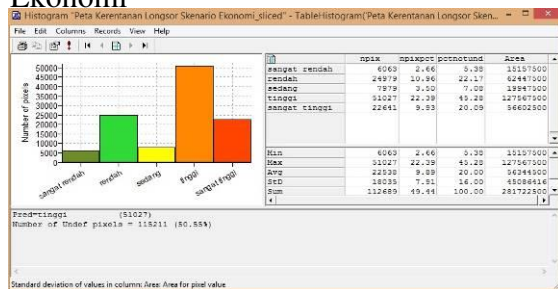 Ekonomi
Histogram "Peta Kerentanan Longsor Skenario Ekonomi_sliced" - TableHistogram('Peta Kerentanan Longsor Sken...
File Edit Columns Records View Help
npix npixpct pctnotund Area
sangat rendah 6063 2.66 5.38 15157500
rendah 24979 10.96 22.17 62447500
sedang 7979 3.50 7.08 19947500
tinggi 51027 22.39 45.28 127567500
sangat tinggi 22641 9.93 20.09 56602500
Min 6063 2.66 5.38 15157500
Max 51027 22.39 45.28 127567500
Avg 22538 9.89 20.00 56344500
StD 18035 7.91 16.00 45086416
Sum 112689 49.44 100.00 281722500
Number of pixels
50000
45000
40000
35000
30000
25000
20000
15000
10000
5000
sangat rendah rendah sedang tinggi sangat tinggi
Pred=tinggi (51027)
Number of Undef pixels = 115211 (50.55%)
Standard deviation of values in column: Area: Area for pixel value